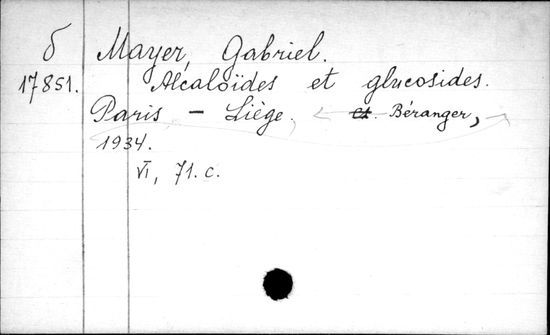 б Mayer, Gabriel.
17851. Alcaloïdes et glucosides.
Paris - Liège, Béranger,
1934.
VI, 71. c.